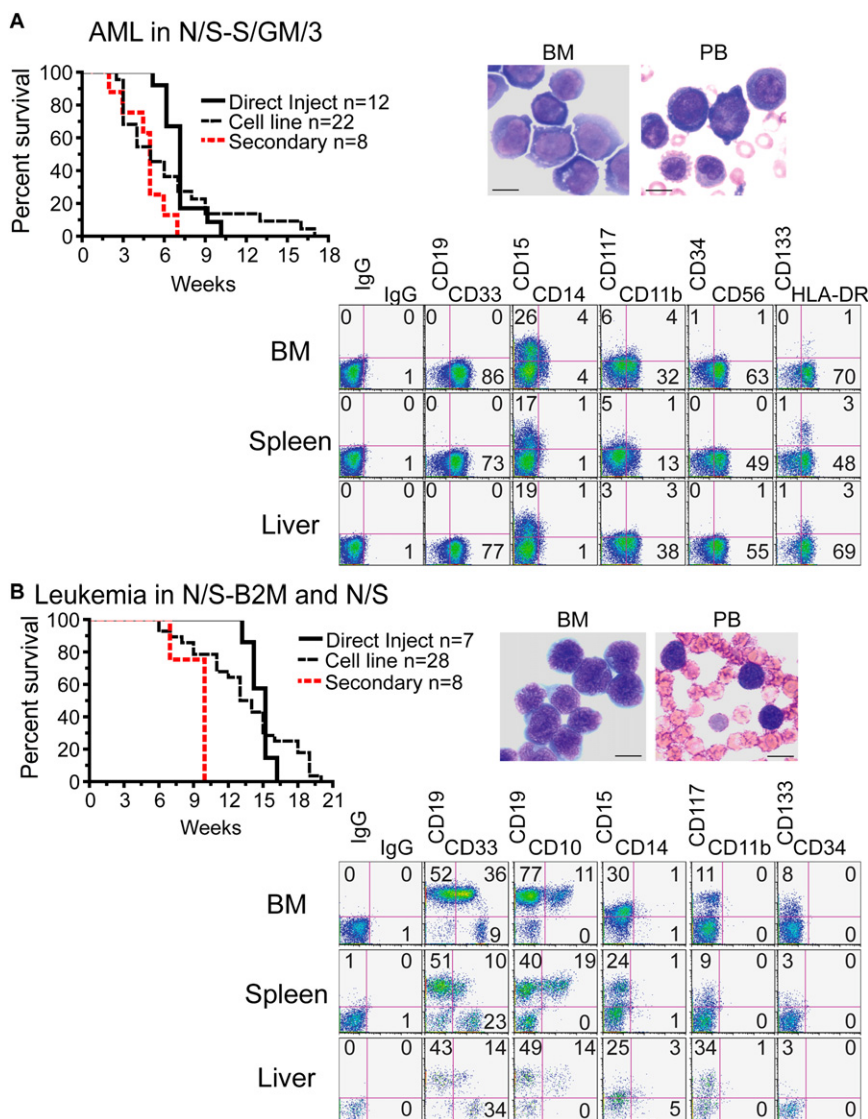 A
AML in N/S-S/GM/3
Percent survival
100
80
60
40
20
0
0 3 6 9 12 15 18
Weeks
Direct Inject n=12
Cell line n=22
Secondary n=8
BM PB
IgG CD19 CD15 CD117 CD34 CD133
IgG CD33 CD14 CD11b CD56 HLA-DR
BM
0 0 0 0 26 4 6 4 1 1 0 1
1 86 4 32 63 70
Spleen
0 0 0 0 17 1 5 1 0 0 1 3
1 73 1 13 49 48
Liver
0 0 0 0 19 1 3 3 0 1 1 3
1 77 1 38 55 69
B
Leukemia in N/S-B2M and N/S
Percent survival
100
80
60
40
20
0
0 3 6 9 12 15 18 21
Weeks
Direct Inject n=7
Cell line n=28
Secondary n=8
BM PB
IgG CD19 CD19 CD15 CD117 CD133
IgG CD33 CD10 CD14 CD11b CD34
BM
0 0 52 36 77 11 30 1 11 0 8 0
1 9 0 1 0 0
Spleen
1 0 51 10 40 19 24 1 9 0 3 0
1 23 0 1 0 0
Liver
0 0 43 14 49 14 25 3 34 1 3 0
0 34 0 5 0 0